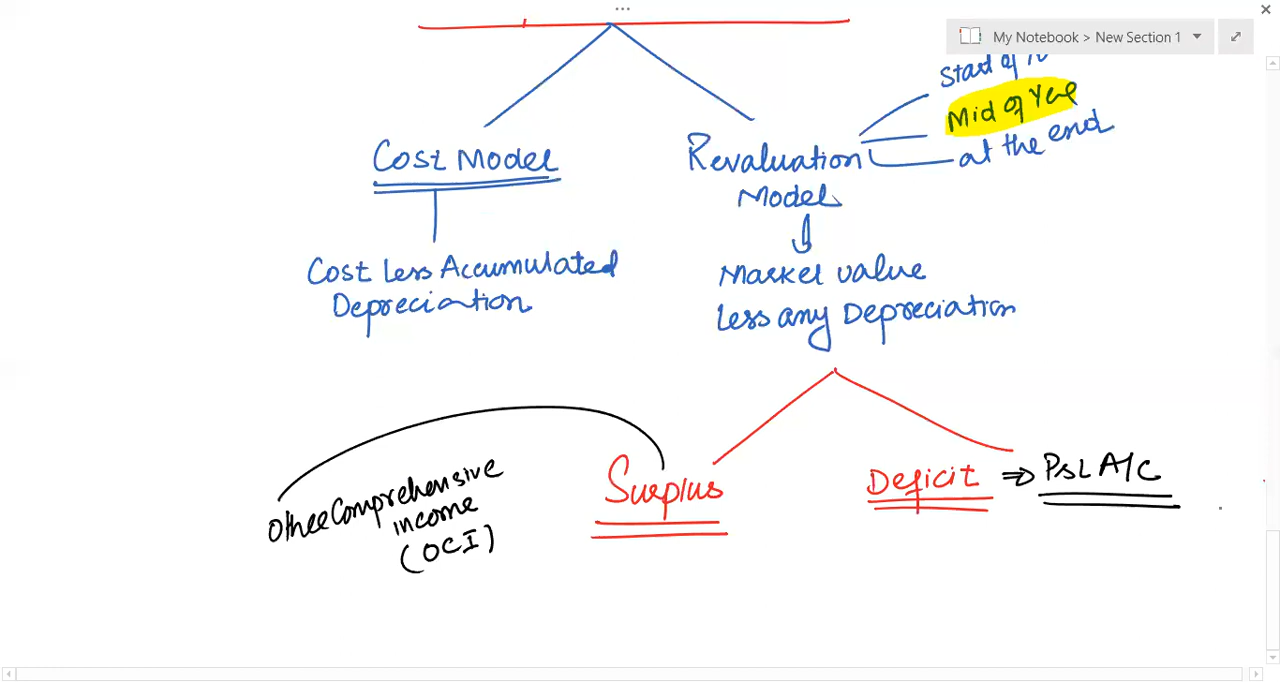 ...
My Notebook > New Section 1
Start of
Mid of Year
at the end
Cost Model
Revaluation
Model
Cost Less Accumulated
Depreciation
Market value
Less any Depreciation
Surplus
Deficit ⇒ P&L A/C
Other Comprehensive
income
(OCI)